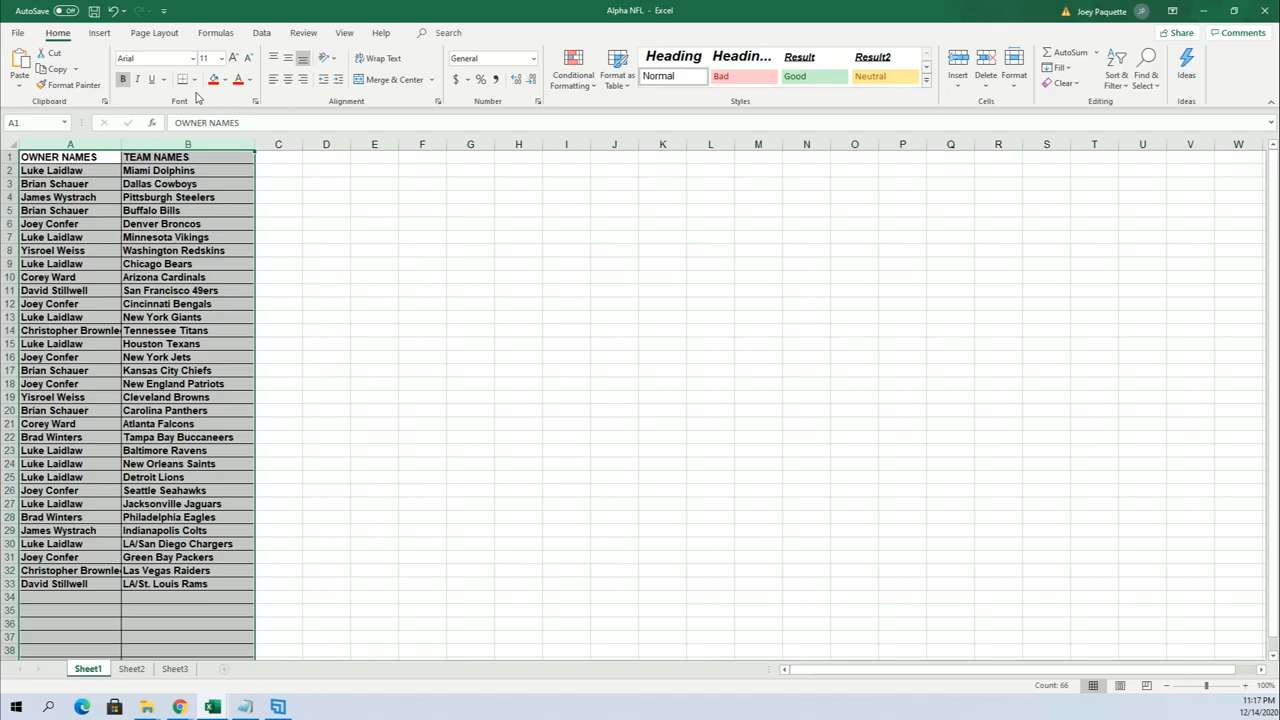 AutoSave Off
Alpha NFL - Excel
Joey Paquette JP
File Home Insert Page Layout Formulas Data Review View Help Search
Share Comments
Paste
Cut
Copy
Format Painter
Clipboard
Arial 11
B I U
Font
Wrap Text
Merge & Center
Alignment
General
$ % 9
Number
Conditional Formatting
Format as Table
Heading Headin... Result Result2
Normal Bad Good Neutral
Styles
Insert Delete Format
Cells
AutoSum
Fill
Clear
Sort & Filter
Find & Select
Editing
Ideas
Ideas
A1 fx OWNER NAMES
A B C D E F G H I J K L M N O P Q R S T U V W
1 OWNER NAMES TEAM NAMES
2 Luke Laidlaw Miami Dolphins
3 Brian Schauer Dallas Cowboys
4 James Wystrach Pittsburgh Steelers
5 Brian Schauer Buffalo Bills
6 Joey Confer Denver Broncos
7 Luke Laidlaw Minnesota Vikings
8 Yisroel Weiss Washington Redskins
9 Luke Laidlaw Chicago Bears
10 Corey Ward Arizona Cardinals
11 David Stillwell San Francisco 49ers
12 Joey Confer Cincinnati Bengals
13 Luke Laidlaw New York Giants
14 Christopher Brownlee Tennessee Titans
15 Luke Laidlaw Houston Texans
16 Joey Confer New York Jets
17 Brian Schauer Kansas City Chiefs
18 Joey Confer New England Patriots
19 Yisroel Weiss Cleveland Browns
20 Brian Schauer Carolina Panthers
21 Corey Ward Atlanta Falcons
22 Brad Winters Tampa Bay Buccaneers
23 Luke Laidlaw Baltimore Ravens
24 Luke Laidlaw New Orleans Saints
25 Luke Laidlaw Detroit Lions
26 Joey Confer Seattle Seahawks
27 Luke Laidlaw Jacksonville Jaguars
28 Brad Winters Philadelphia Eagles
29 James Wystrach Indianapolis Colts
30 Luke Laidlaw LA/San Diego Chargers
31 Joey Confer Green Bay Packers
32 Christopher Brownlee Las Vegas Raiders
33 David Stillwell LA/St. Louis Rams
34
35
36
37
38
Sheet1 Sheet2 Sheet3
Count: 66
100%
11:17 PM
12/14/2020